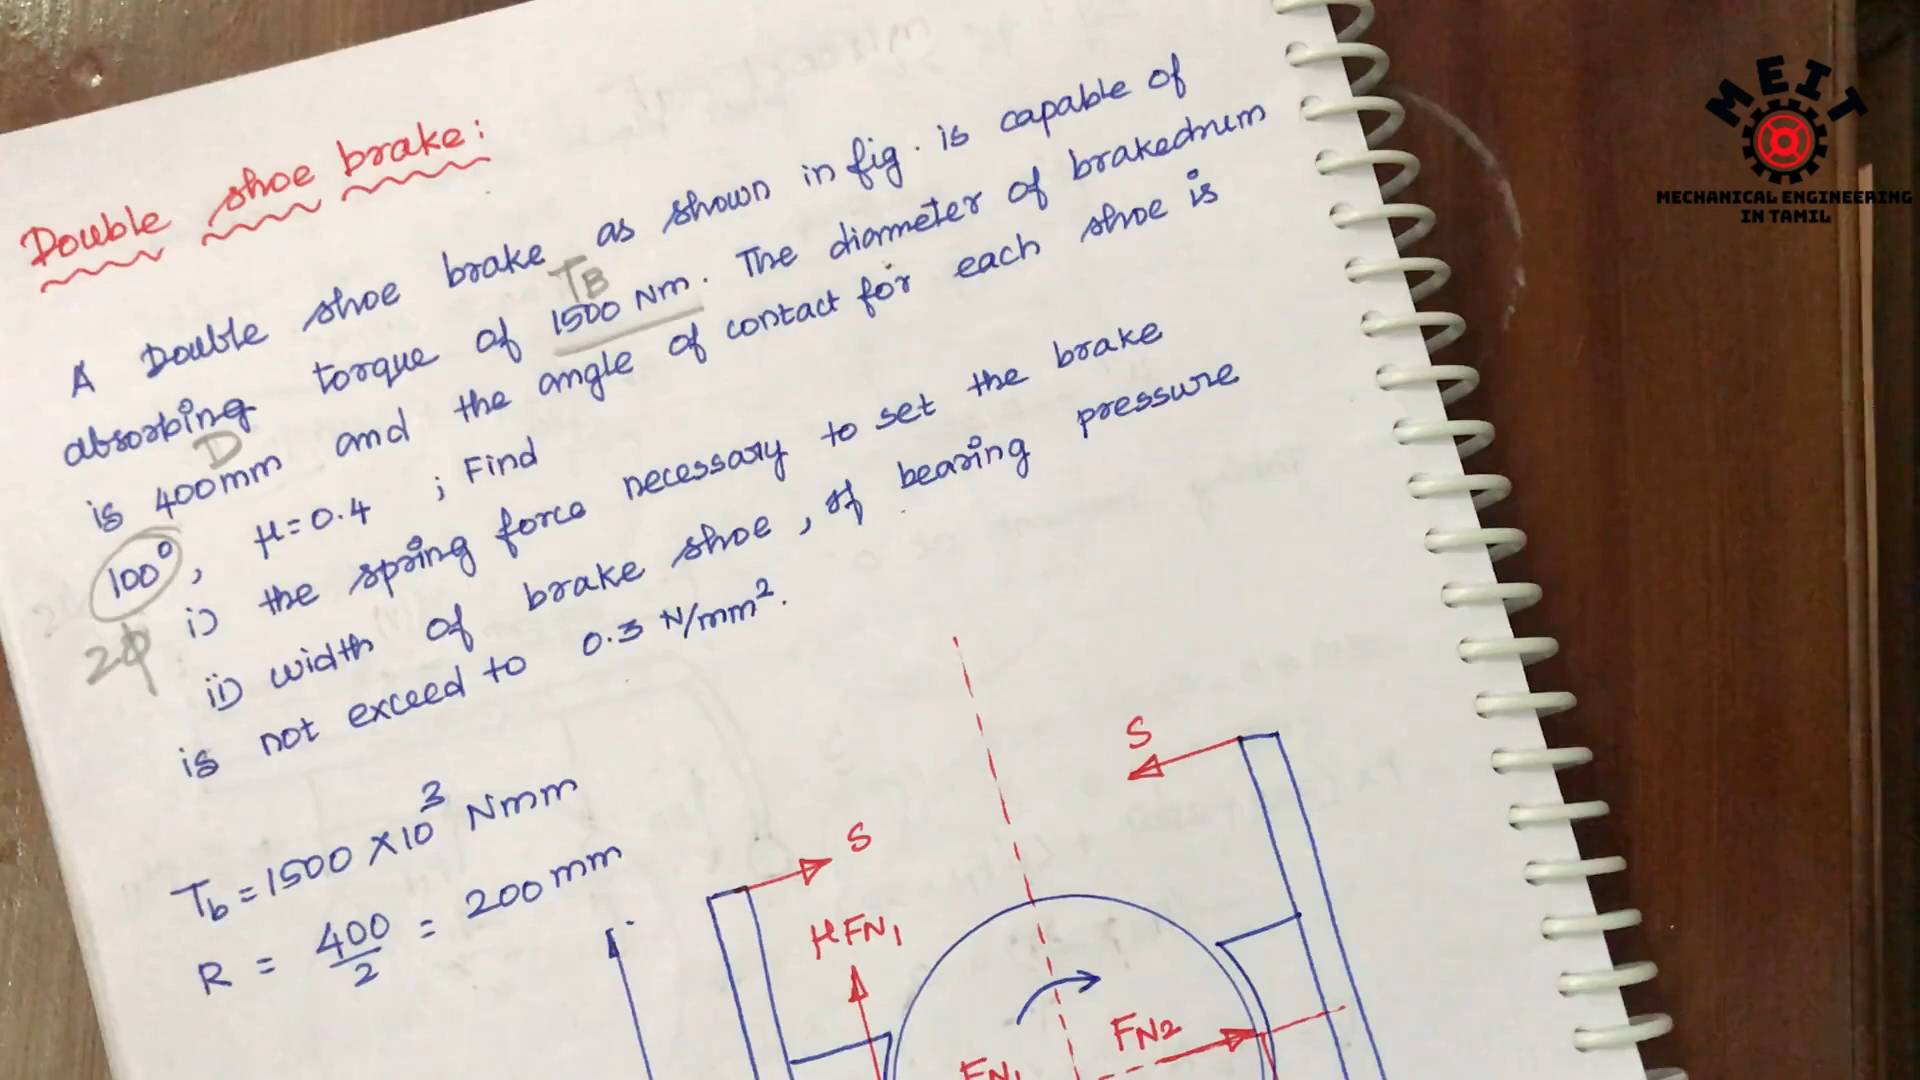 Double shoe brake:
A Double shoe brake as shown in fig. is capable of
TB
absorbing torque of 1500 Nm. The diameter of brakedrum
D
is 400mm and the angle of contact for each shoe is
100°, μ=0.4 ; Find
2ϕ
i) the spring force necessary to set the brake
ii) width of brake shoe, if bearing pressure
is not exceed to 0.3 N/mm².
Tb = 1500 × 10³ Nmm
R = 400/2 = 200 mm
S
S
μFN1
FN2
FN1
MEIT
MECHANICAL ENGINEERING
IN TAMIL